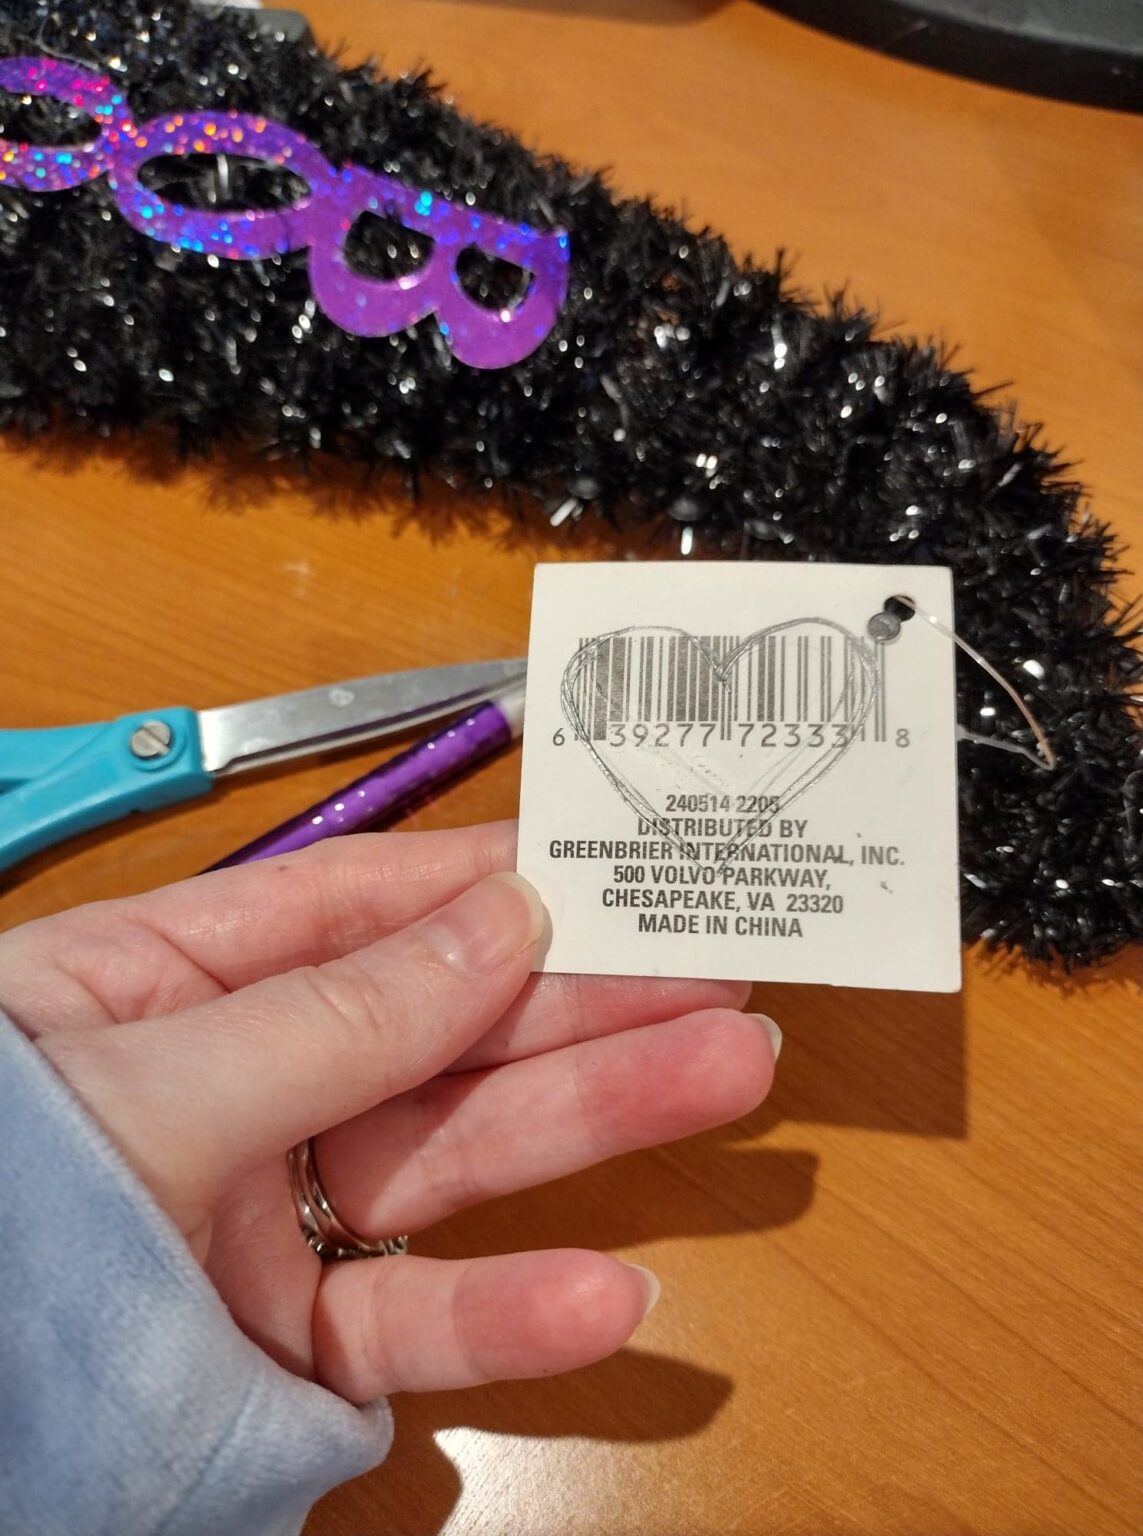 BOO
6 39277 72333 8
240514 2205
DISTRIBUTED BY
GREENBRIER INTERNATIONAL, INC.
500 VOLVO PARKWAY,
CHESAPEAKE, VA 23320
MADE IN CHINA